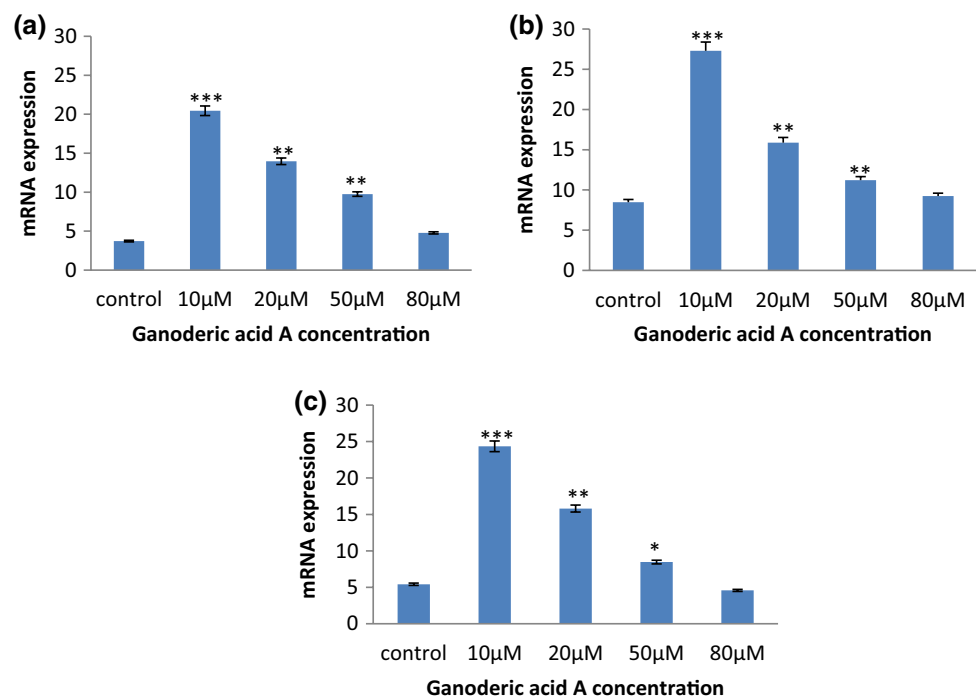 (a)
mRNA expression
30
25
20
15
10
5
0
***
**
**
control 10µM 20µM 50µM 80µM
Ganoderic acid A concentration
(b)
mRNA expression
30
25
20
15
10
5
0
***
**
**
control 10µM 20µM 50µM 80µM
Ganoderic acid A concentration
(c)
mRNA expression
30
25
20
15
10
5
0
***
**
*
control 10µM 20µM 50µM 80µM
Ganoderic acid A concentration